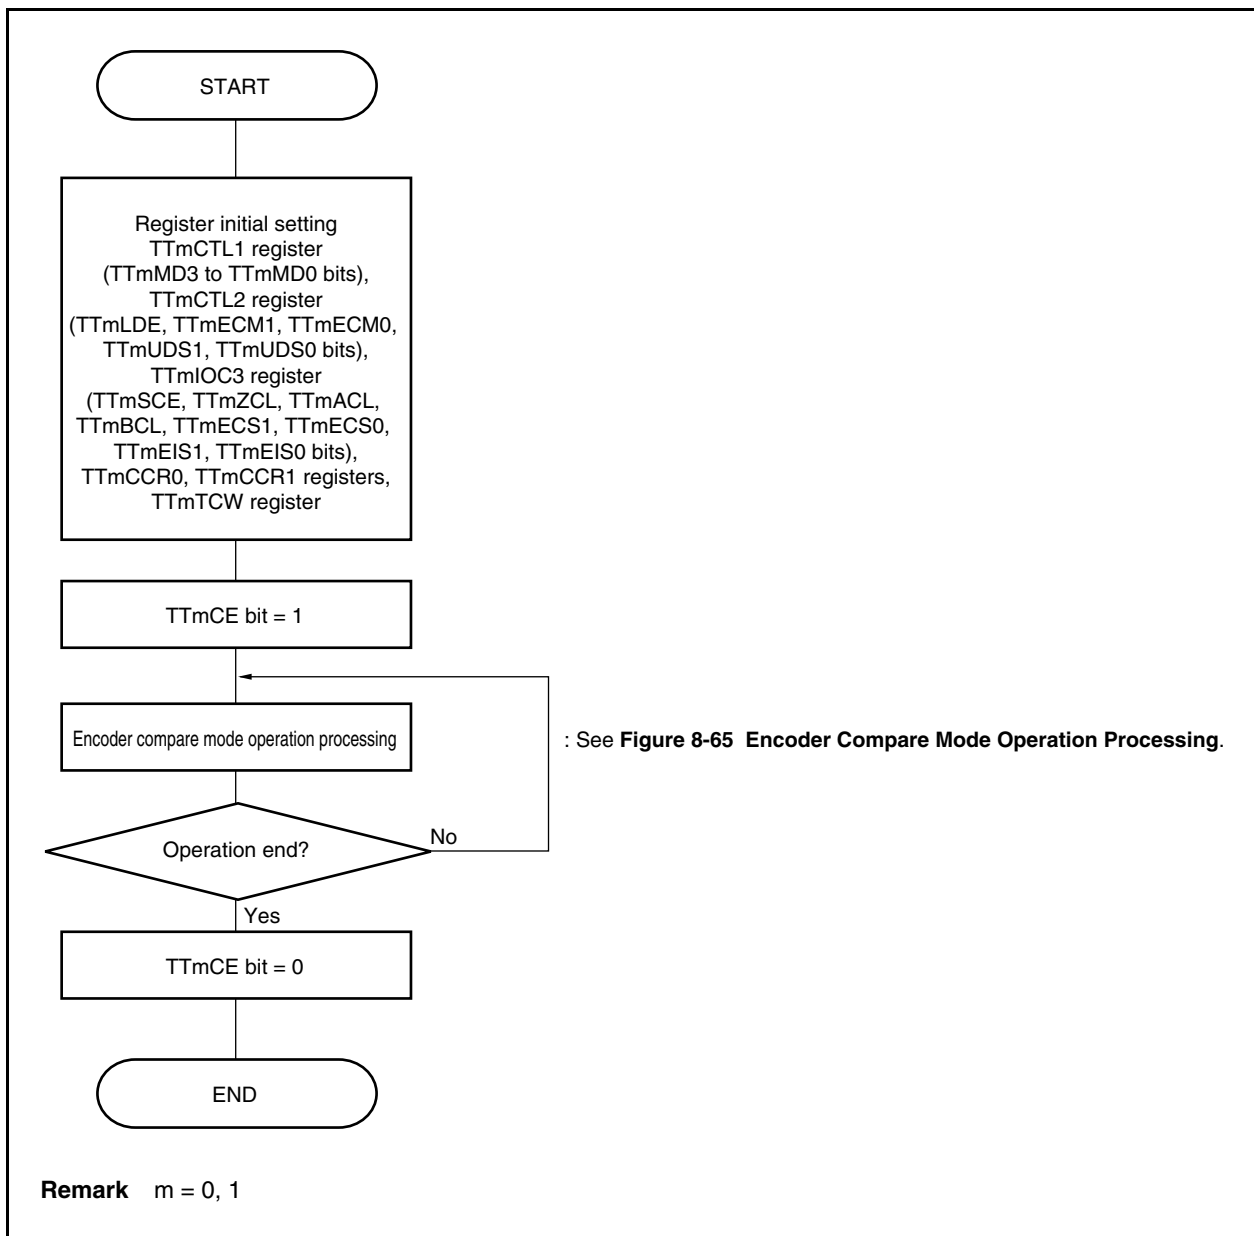 START
Register initial setting
TTmCTL1 register
(TTmMD3 to TTmMD0 bits),
TTmCTL2 register
(TTmLDE, TTmECM1, TTmECM0,
TTmUDS1, TTmUDS0 bits),
TTmIOC3 register
(TTmSCE, TTmZCL, TTmACL,
TTmBCL, TTmECS1, TTmECS0,
TTmEIS1, TTmEIS0 bits),
TTmCCR0, TTmCCR1 registers,
TTmTCW register
TTmCE bit = 1
Encoder compare mode operation processing
: See Figure 8-65 Encoder Compare Mode Operation Processing.
Operation end?
No
Yes
TTmCE bit = 0
END
Remark m = 0, 1